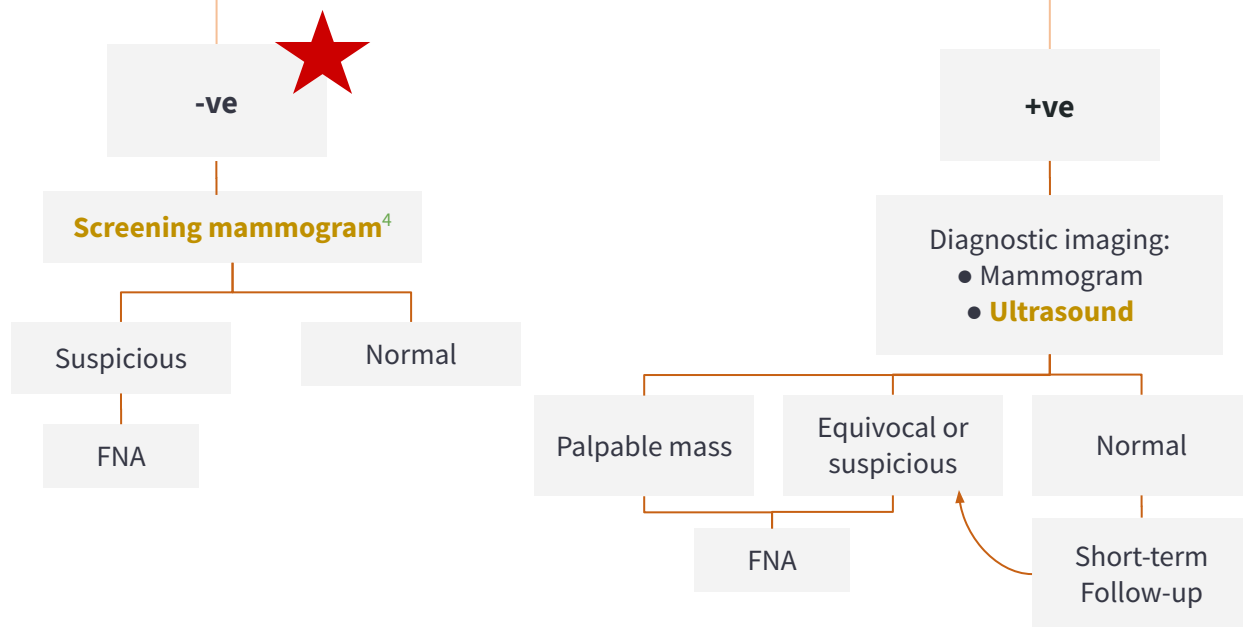 -ve
Screening mammogram4
Suspicious
Normal
FNA
+ve
Diagnostic imaging:
● Mammogram
● Ultrasound
Palpable mass
Equivocal or
suspicious
Normal
FNA
Short-term
Follow-up